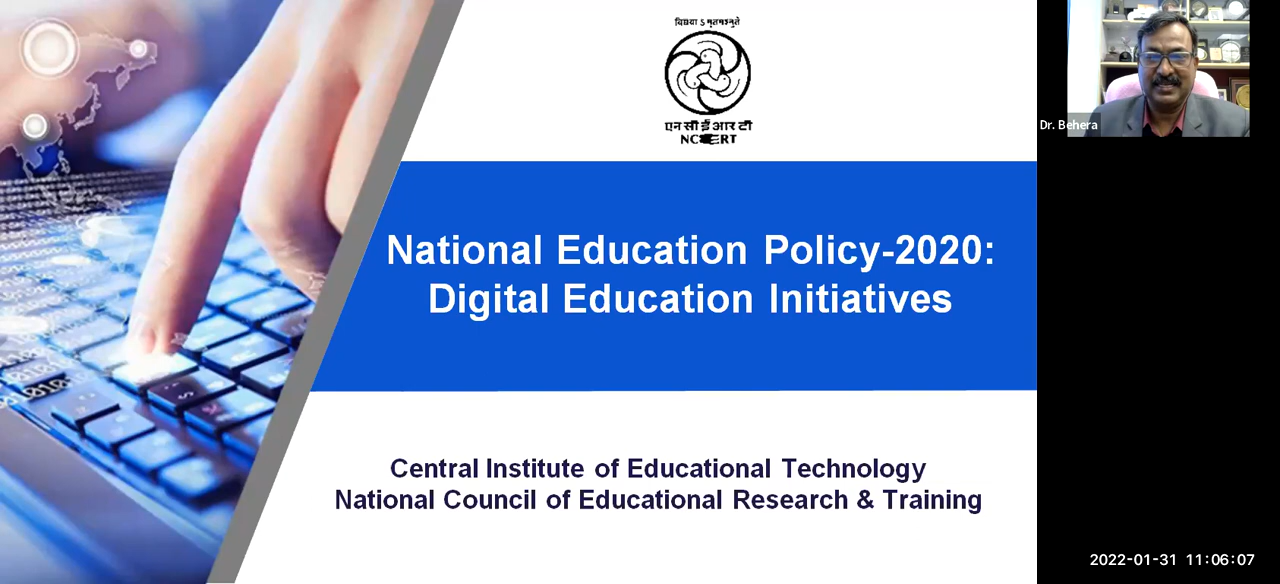 विद्यया ऽ मृतमश्नुते
एन सी ई आर टी
NCERT
National Education Policy-2020:
Digital Education Initiatives
Central Institute of Educational Technology
National Council of Educational Research & Training
Dr. Behera
2022-01-31 11:06:07